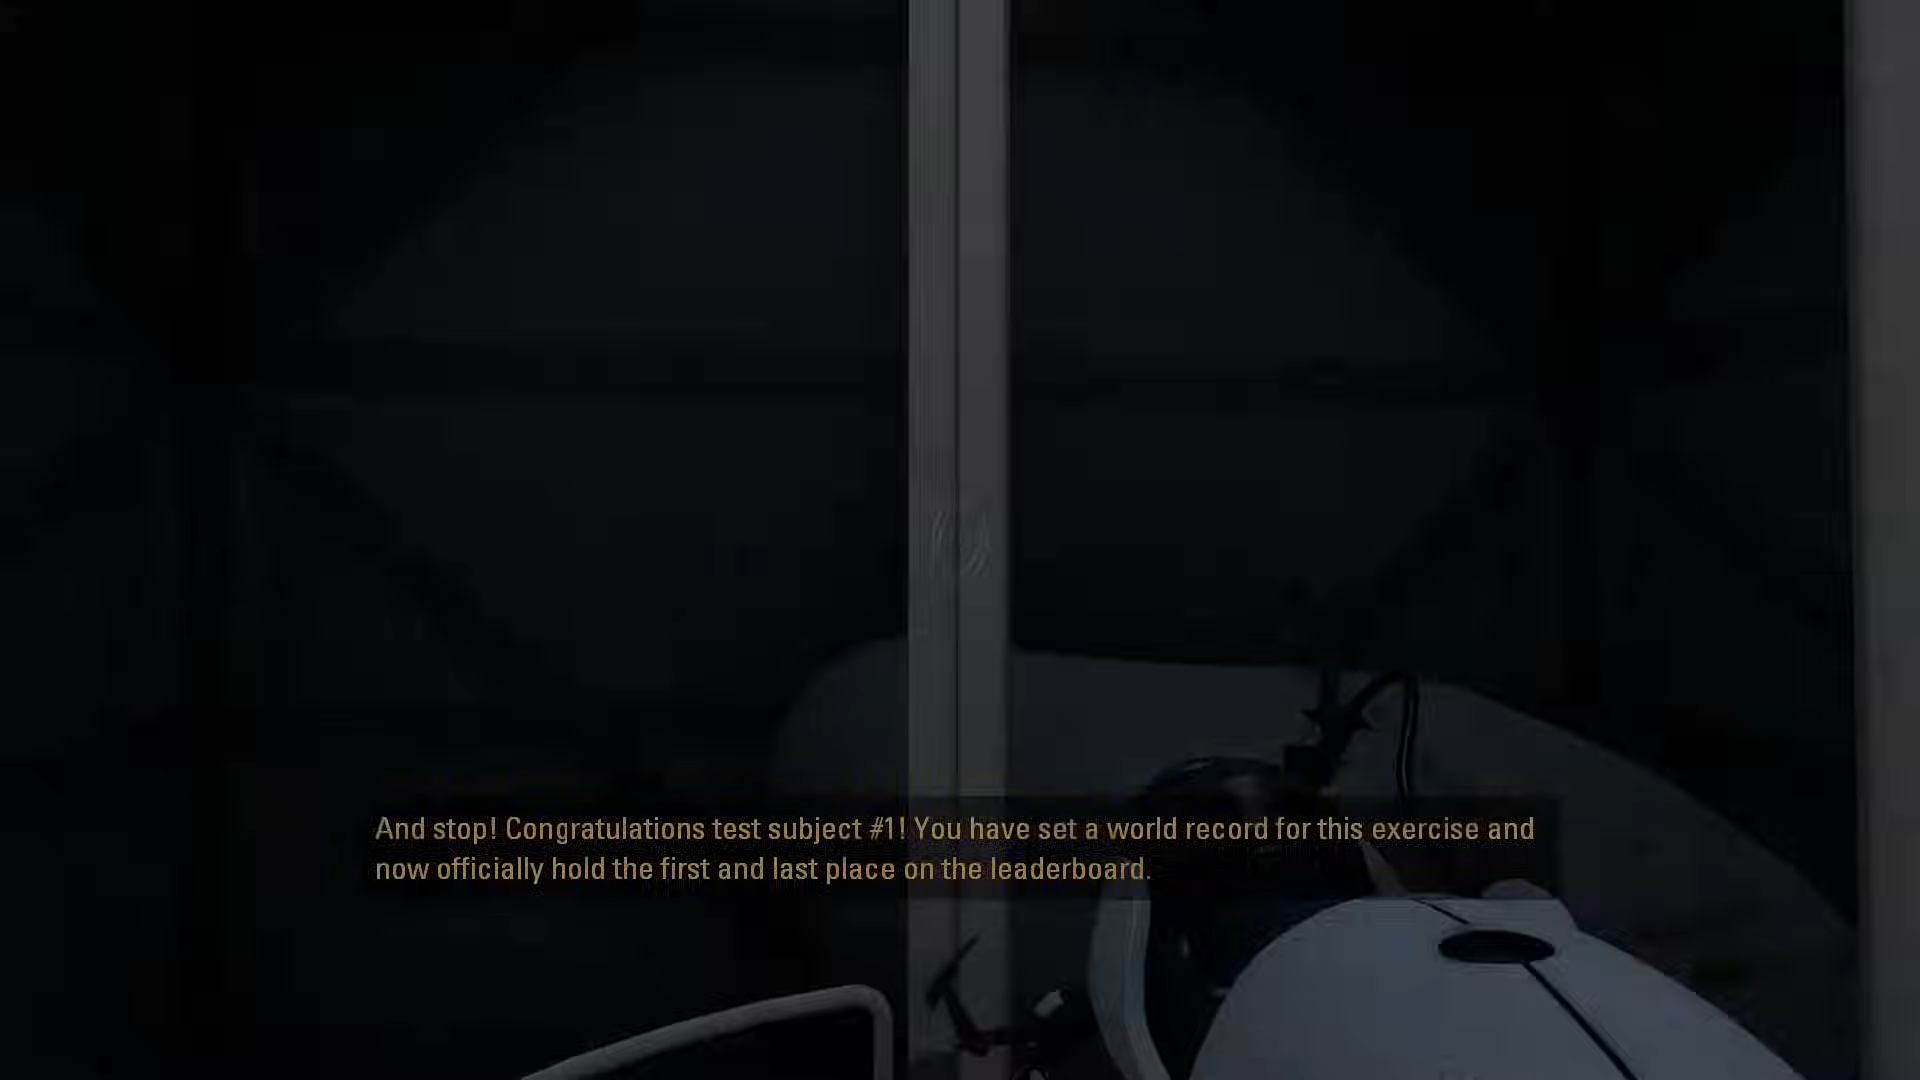 And stop! Congratulations test subject #1! You have set a world record for this exercise and
now officially hold the first and last place on the leaderboard.